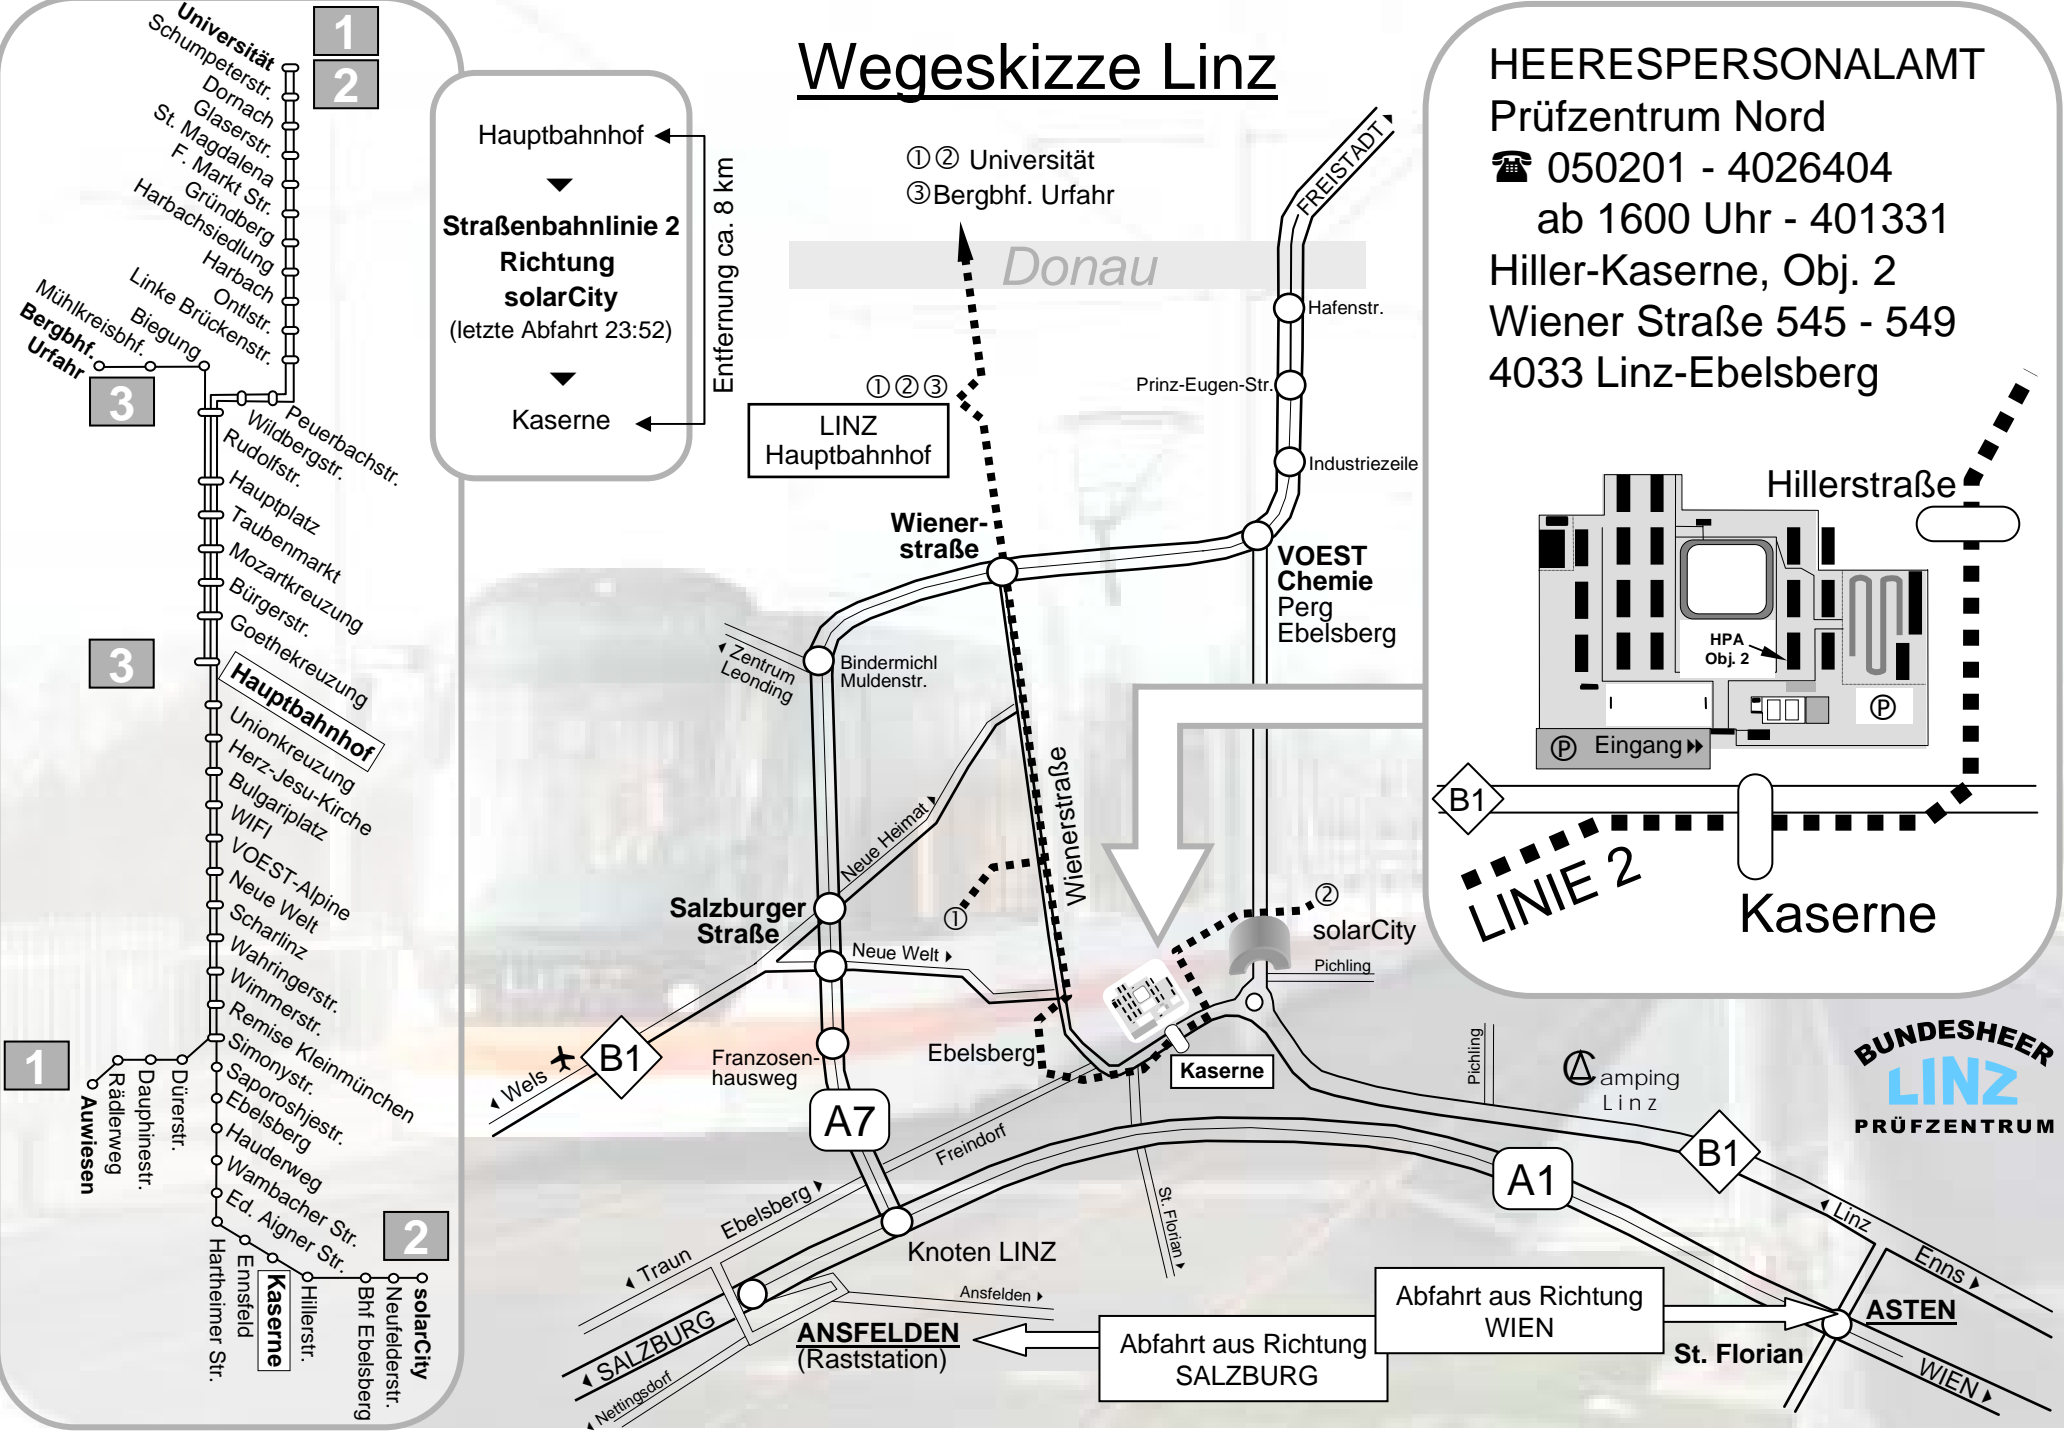 Wegeskizze Linz
1
2
Universität
Schumpeterstr.
Dornach
Glaserstr.
St. Magdalena
F. Markt Str.
Gründberg
Harbachsiedlung
Harbach
Ontlstr.
Linke Brückenstr.
Biegung
Mühlkreisbhf.
Bergbhf.
Urfahr
3
Peuerbachstr.
Wildbergstr.
Rudolfstr.
Hauptplatz
Taubenmarkt
Mozartkreuzung
Bürgerstr.
Goethekreuzung
3
Hauptbahnhof
Unionkreuzung
Herz-Jesu-Kirche
Bulgariplatz
WIFI
VOEST-Alpine
Neue Welt
Scharlinz
Wahringerstr.
Wimmerstr.
Remise Kleinmünchen
Simonystr.
Saporoshjestr.
Ebelsberg
Hauderweg
Wambacher Str.
Ed. Aigner Str.
1
Auwiesen
Rädlerweg
Dauphinestr.
Dürerstr.
2
Hartheimer Str.
Ennsfeld
Kaserne
Hillerstr.
Bhf Ebelsberg
Neufelderstr.
solarCity
Hauptbahnhof
Straßenbahnlinie 2
Richtung
solarCity
(letzte Abfahrt 23:52)
Kaserne
Entfernung ca. 8 km
①② Universität
③Bergbhf. Urfahr
FREISTADT
Donau
Hafenstr.
Prinz-Eugen-Str.
①②③
LINZ
Hauptbahnhof
Industriezeile
Wiener-
straße
VOEST
Chemie
Perg
Ebelsberg
Zentrum
Leonding
Bindermichl
Muldenstr.
Wienerstraße
Neue Heimat
Salzburger
Straße
①
②
solarCity
Neue Welt
Pichling
B1
Wels
Franzosen-
hausweg
Ebelsberg
Kaserne
Pichling
Camping
Linz
A7
Freindorf
B1
A1
Ebelsberg
St. Florian
Linz
Traun
Knoten LINZ
Enns
Ansfelden
SALZBURG
ANSFELDEN
(Raststation)
Abfahrt aus Richtung
SALZBURG
Abfahrt aus Richtung
WIEN
ASTEN
St. Florian
WIEN
Nettingsdorf
HEERESPERSONALAMT
Prüfzentrum Nord
☎ 050201 - 4026404
ab 1600 Uhr - 401331
Hiller-Kaserne, Obj. 2
Wiener Straße 545 - 549
4033 Linz-Ebelsberg
Hillerstraße
HPA
Obj. 2
Ⓟ
Ⓟ Eingang
B1
LINIE 2
Kaserne
BUNDESHEER
LINZ
PRÜFZENTRUM